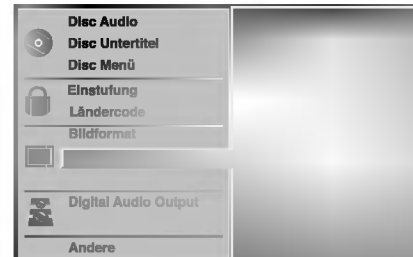 Disc Audio
Disc Untertitel
Disc Menü
Einstufung
Ländercode
Bildformat
Digital Audio Output
Andere